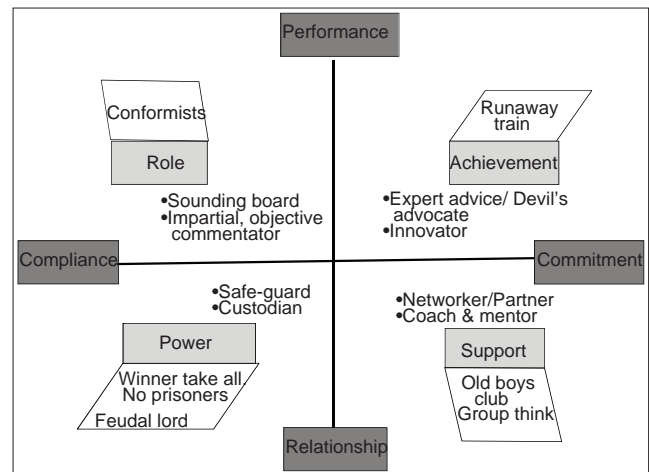 Performance
Conformists
Role
Runaway
train
Achievement
•Sounding board
•Impartial, objective
commentator
•Expert advice/ Devil's
advocate
•Innovator
Compliance
Commitment
•Safe-guard
•Custodian
•Networker/Partner
•Coach & mentor
Power
Winner take all.
No prisoners
Feudal lord
Support
Old boys
club
Group think
Relationship